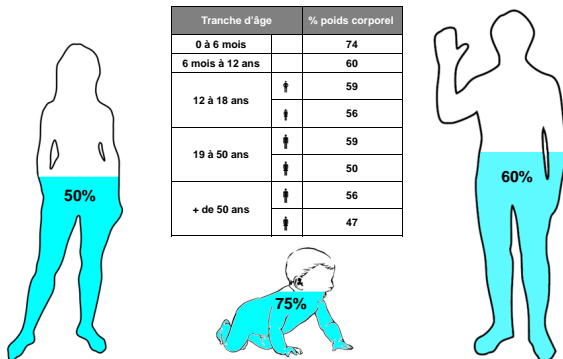 Tranche d'âge % poids corporel
0 à 6 mois 74
6 mois à 12 ans 60
12 à 18 ans 59
56
19 à 50 ans 59
50
+ de 50 ans 56
47
50%
75%
60%